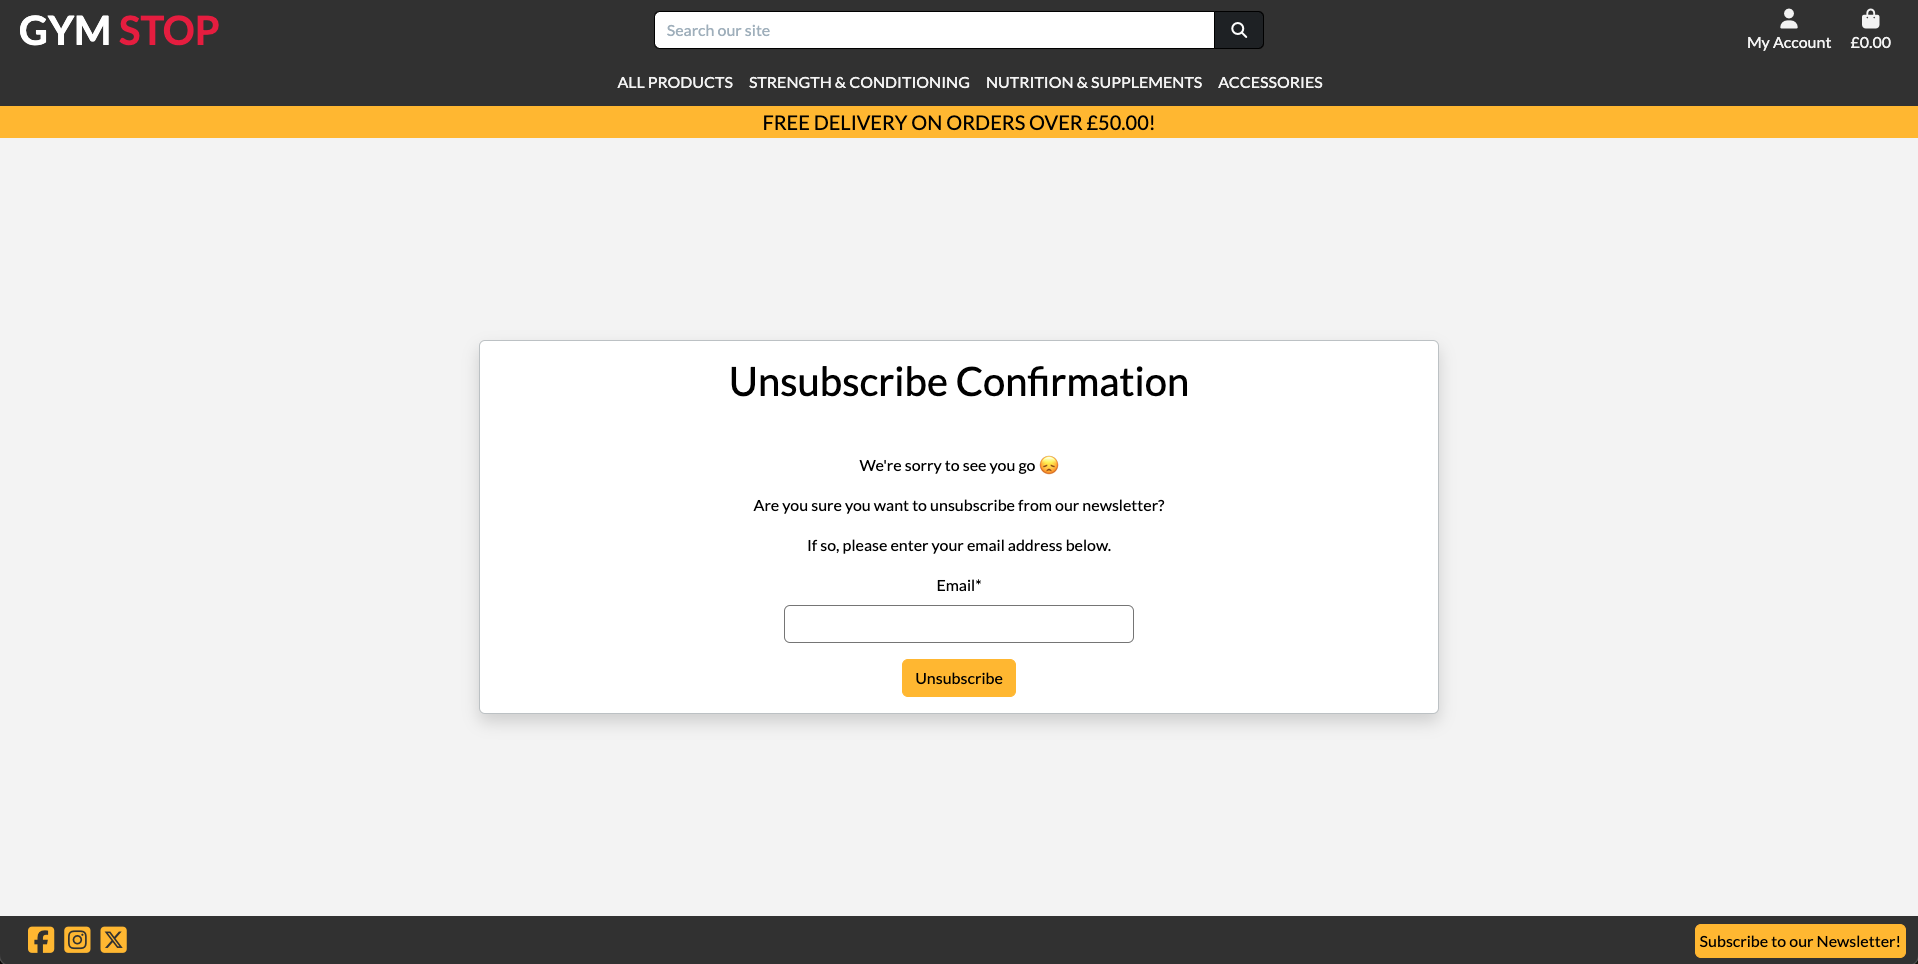 GYM STOP
Search our site
My Account
£0.00
ALL PRODUCTS STRENGTH & CONDITIONING NUTRITION & SUPPLEMENTS ACCESSORIES
FREE DELIVERY ON ORDERS OVER £50.00!
Unsubscribe Confirmation
We're sorry to see you go 😞
Are you sure you want to unsubscribe from our newsletter?
If so, please enter your email address below.
Email*
Unsubscribe
Subscribe to our Newsletter!